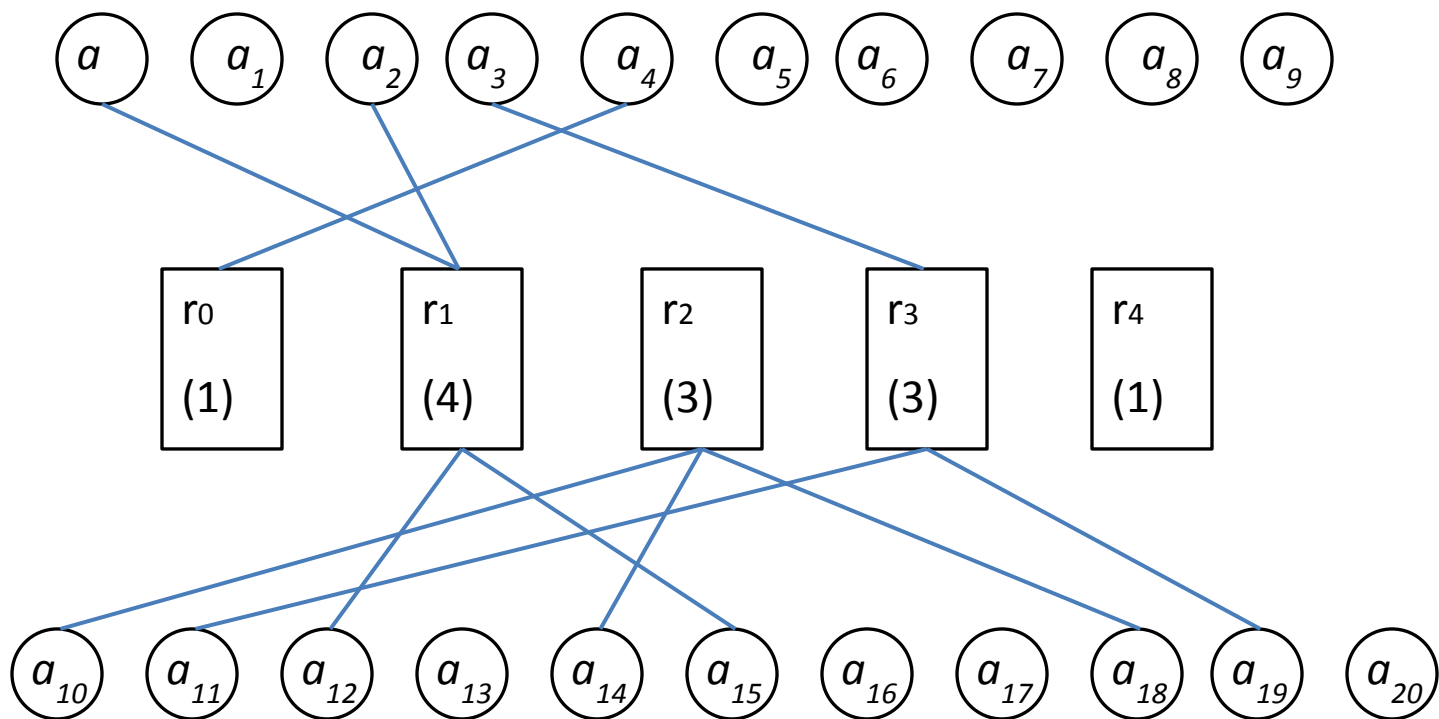 a a1 a2 a3 a4 a5 a6 a7 a8 a9
r0 r1 r2 r3 r4
(1) (4) (3) (3) (1)
a10 a11 a12 a13 a14 a15 a16 a17 a18 a19 a20